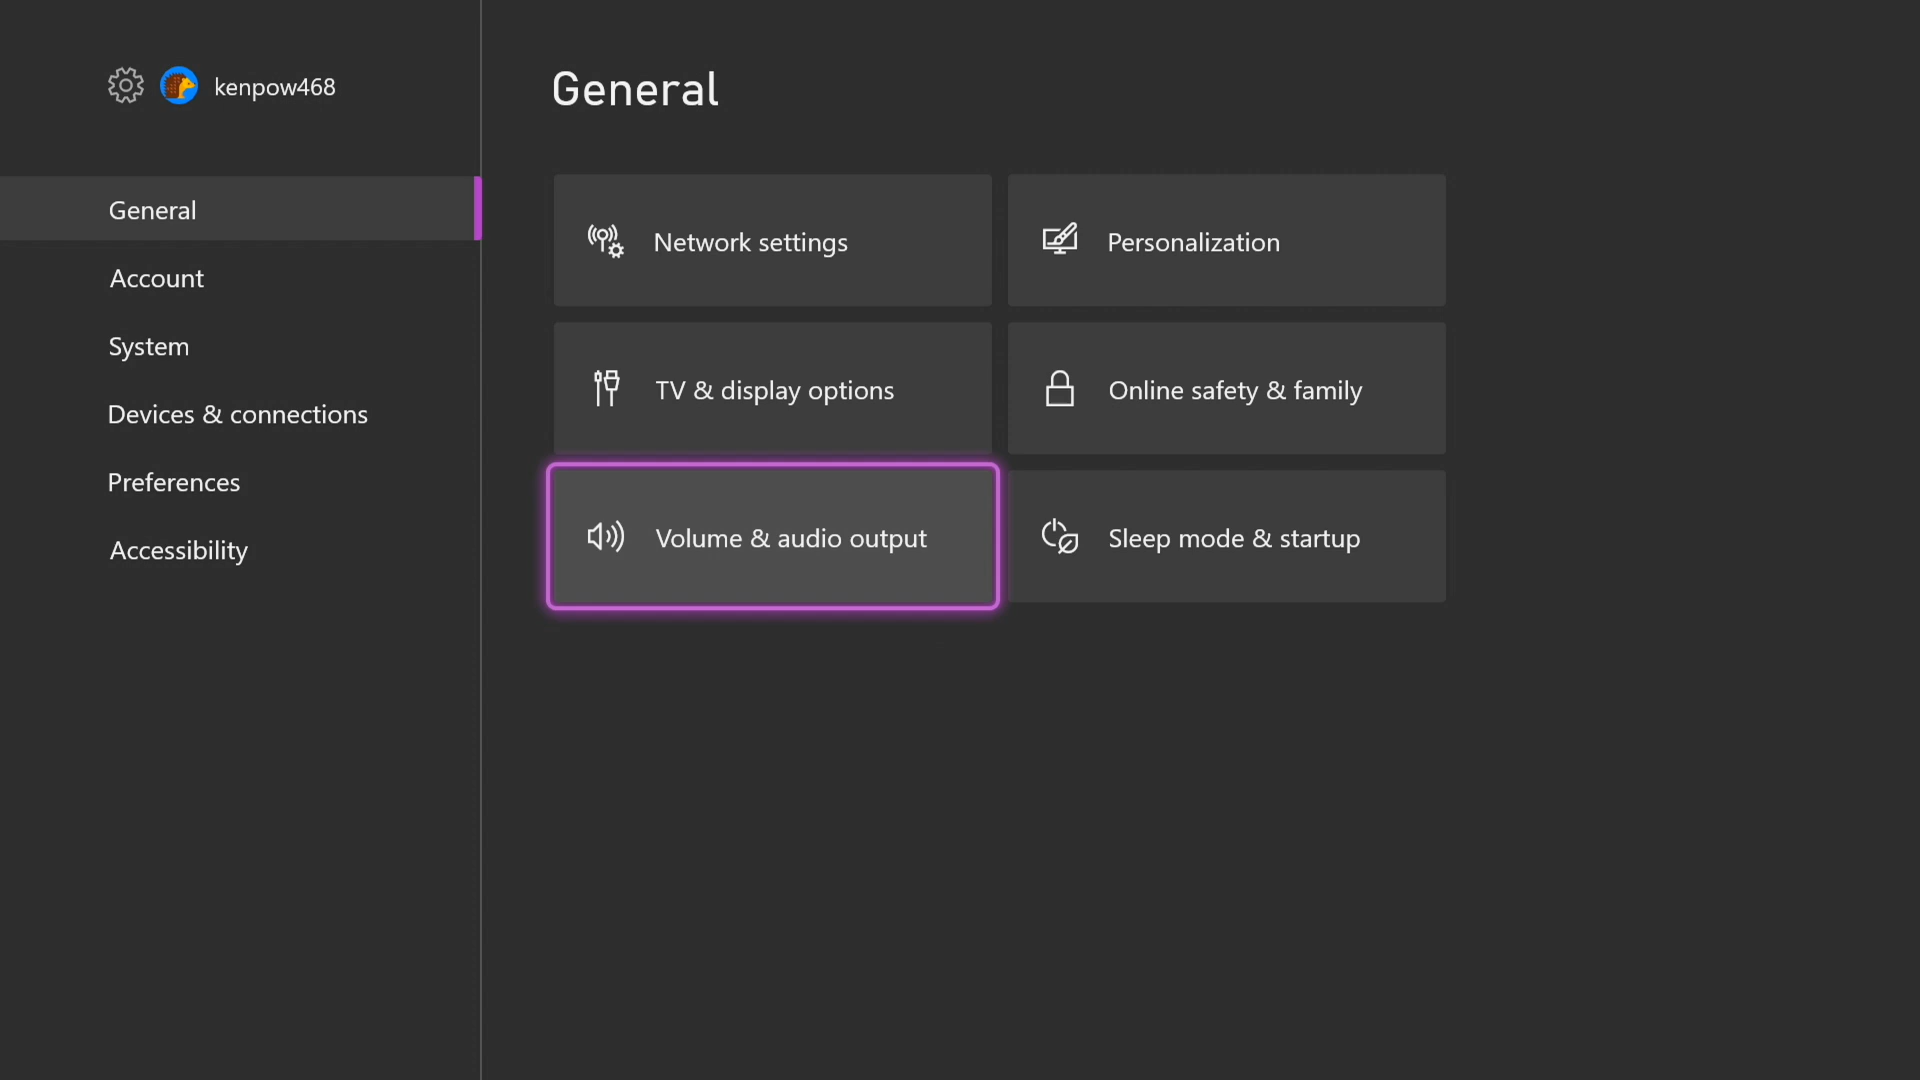 kenpow468
General
Account
System
Devices & connections
Preferences
Accessibility
General
Network settings
Personalization
TV & display options
Online safety & family
Volume & audio output
Sleep mode & startup